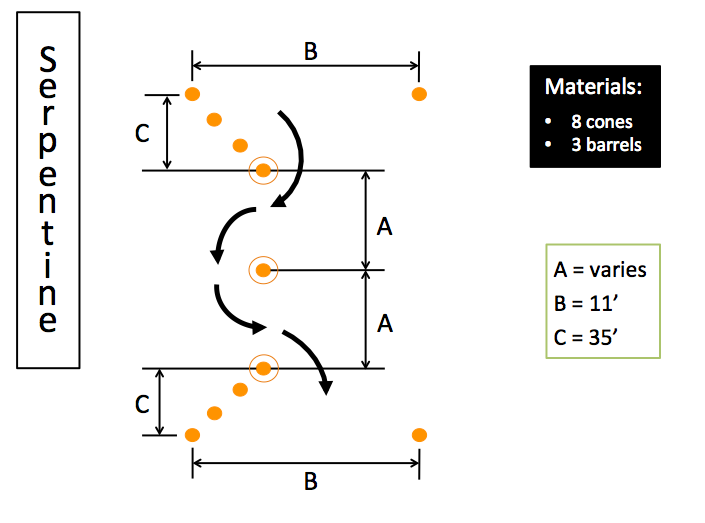 Serpentine
B
Materials:
• 8 cones
• 3 barrels
C
A
A = varies
B = 11’
C = 35’
A
C
B